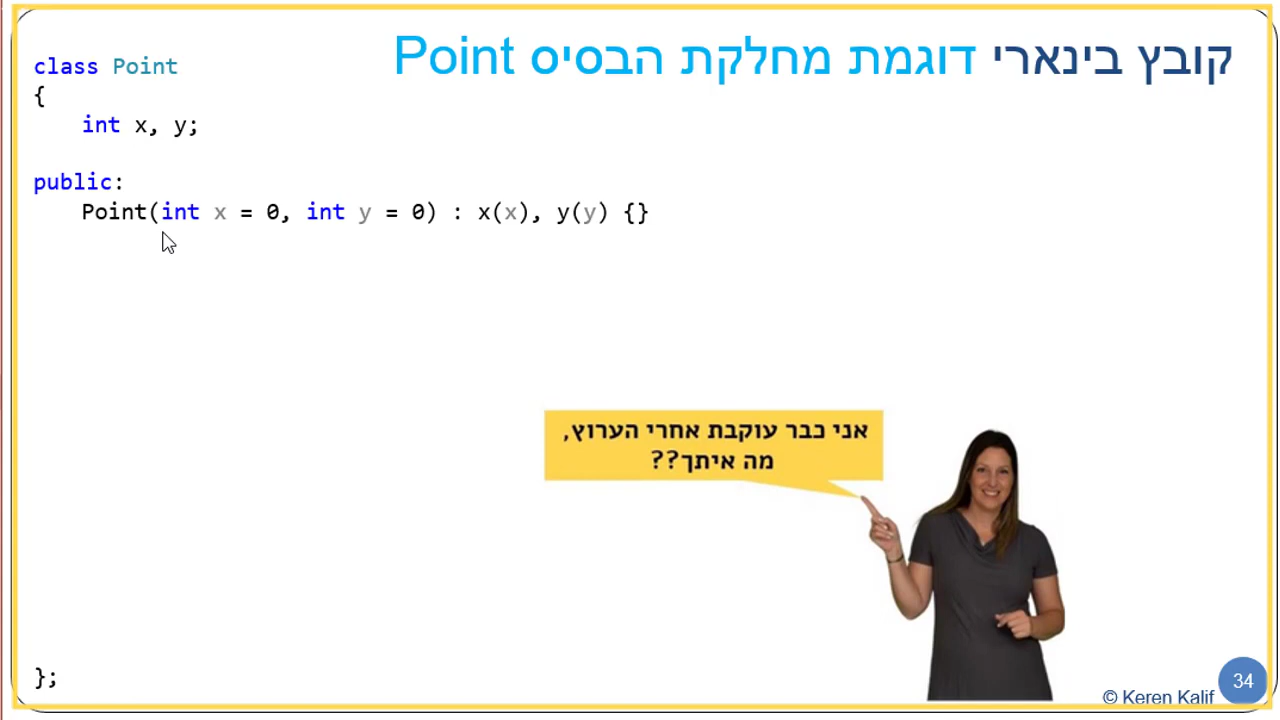 קובץ בינארי דוגמת מחלקת הבסיס Point
class Point
{
int x, y;
public:
Point(int x = 0, int y = 0) : x(x), y(y) {}
אני כבר עוקבת אחרי הערוץ,
מה איתך??
};
34
© Keren Kalif